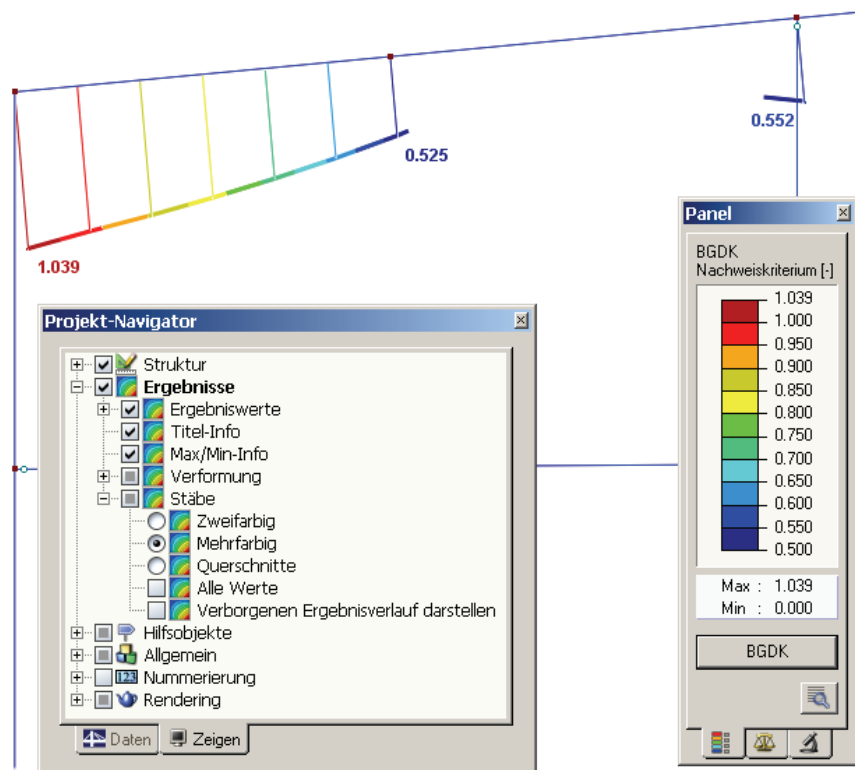 0.552
0.525
1.039
Projekt-Navigator
Struktur
Ergebnisse
Ergebniswerte
Titel-Info
Max/Min-Info
Verformung
Stäbe
Zweifarbig
Mehrfarbig
Querschnitte
Alle Werte
Verborgenen Ergebnisverlauf darstellen
Hilfsobjekte
Allgemein
123 Nummerierung
Rendering
Daten Zeigen
Panel
BGDK
Nachweiskriterium [-]
1.039
1.000
0.950
0.900
0.850
0.800
0.750
0.700
0.650
0.600
0.550
0.500
Max : 1.039
Min : 0.000
BGDK